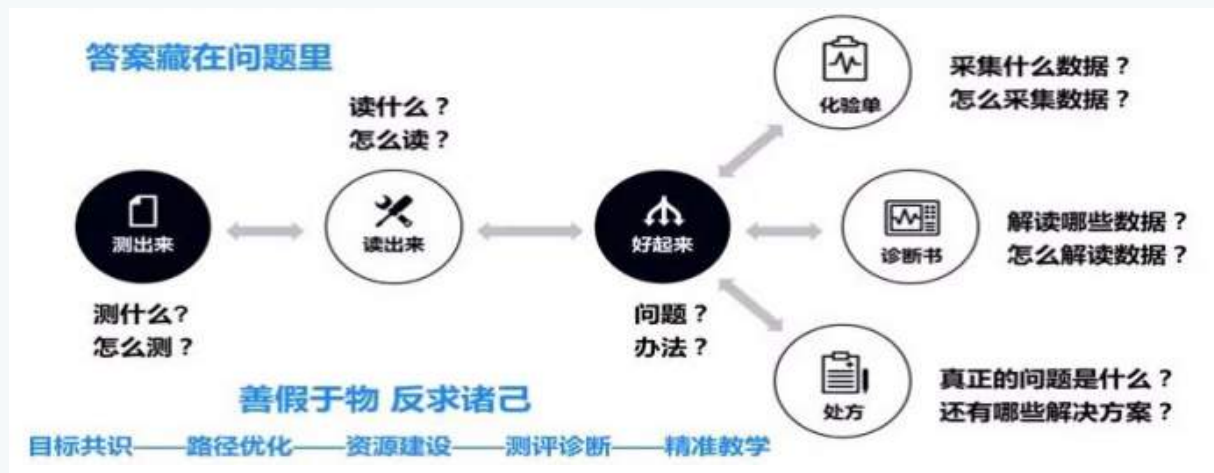 答案藏在问题里
读什么？
怎么读？
测出来
测什么?
怎么测？
读出来
好起来
问题？
办法？
化验单
采集什么数据？
怎么采集数据？
诊断书
解读哪些数据？
怎么解读数据？
处方
真正的问题是什么？
还有哪些解决方案？
善假于物 反求诸己
目标共识——路径优化——资源建设——测评诊断——精准教学